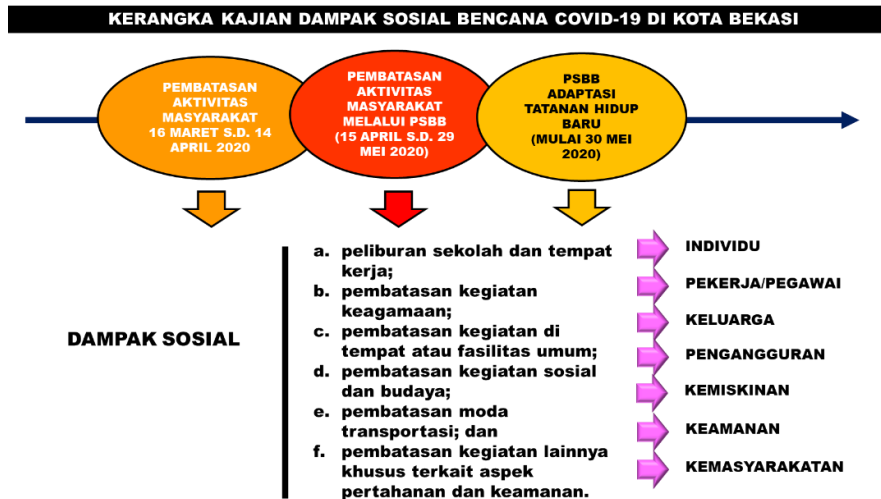 KERANGKA KAJIAN DAMPAK SOSIAL BENCANA COVID-19 DI KOTA BEKASI
PEMBATASAN
AKTIVITAS
MASYARAKAT
16 MARET S.D. 14
APRIL 2020
PEMBATASAN
AKTIVITAS
MASYARAKAT
MELALUI PSBB
(15 APRIL S.D. 29
MEI 2020)
PSBB
ADAPTASI
TATANAN HIDUP
BARU
(MULAI 30 MEI
2020)
DAMPAK SOSIAL
a. peliburan sekolah dan tempat
kerja;
b. pembatasan kegiatan
keagamaan;
c. pembatasan kegiatan di
tempat atau fasilitas umum;
d. pembatasan kegiatan sosial
dan budaya;
e. pembatasan moda
transportasi; dan
f. pembatasan kegiatan lainnya
khusus terkait aspek
pertahanan dan keamanan.
INDIVIDU
PEKERJA/PEGAWAI
KELUARGA
PENGANGGURAN
KEMISKINAN
KEAMANAN
KEMASYARAKATAN